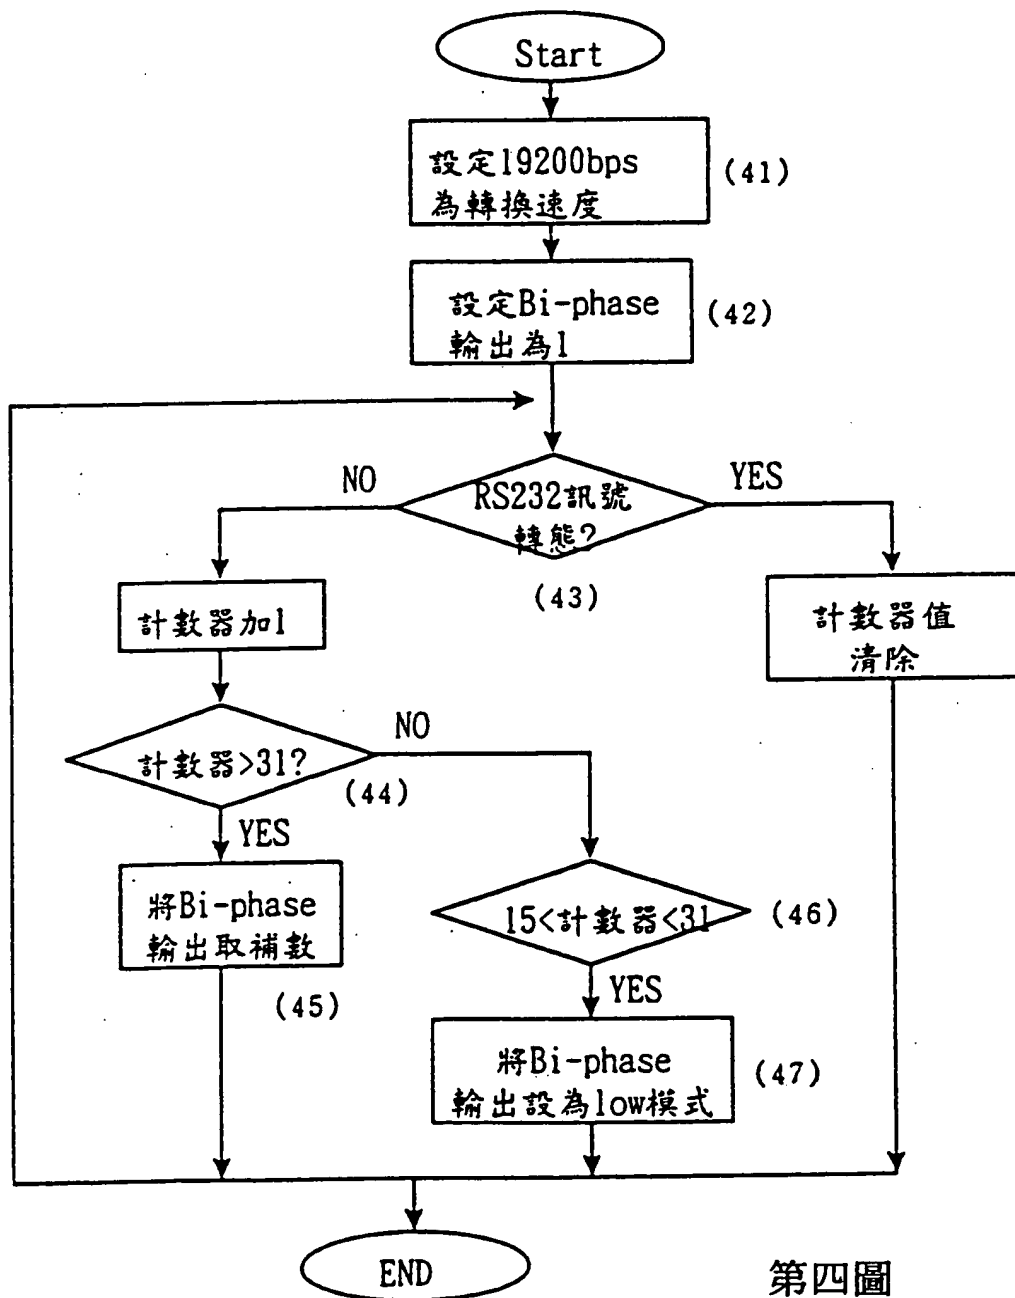 Start
設定19200bps
為轉換速度
(41)
設定Bi-phase
輸出為1
(42)
RS232訊號
轉態?
(43)
NO
YES
計數器加1
計數器值
清除
計數器>31?
(44)
NO
YES
將Bi-phase
輸出取補數
(45)
15<計數器<31
(46)
YES
將Bi-phase
輸出設為low模式
(47)
END
第四圖